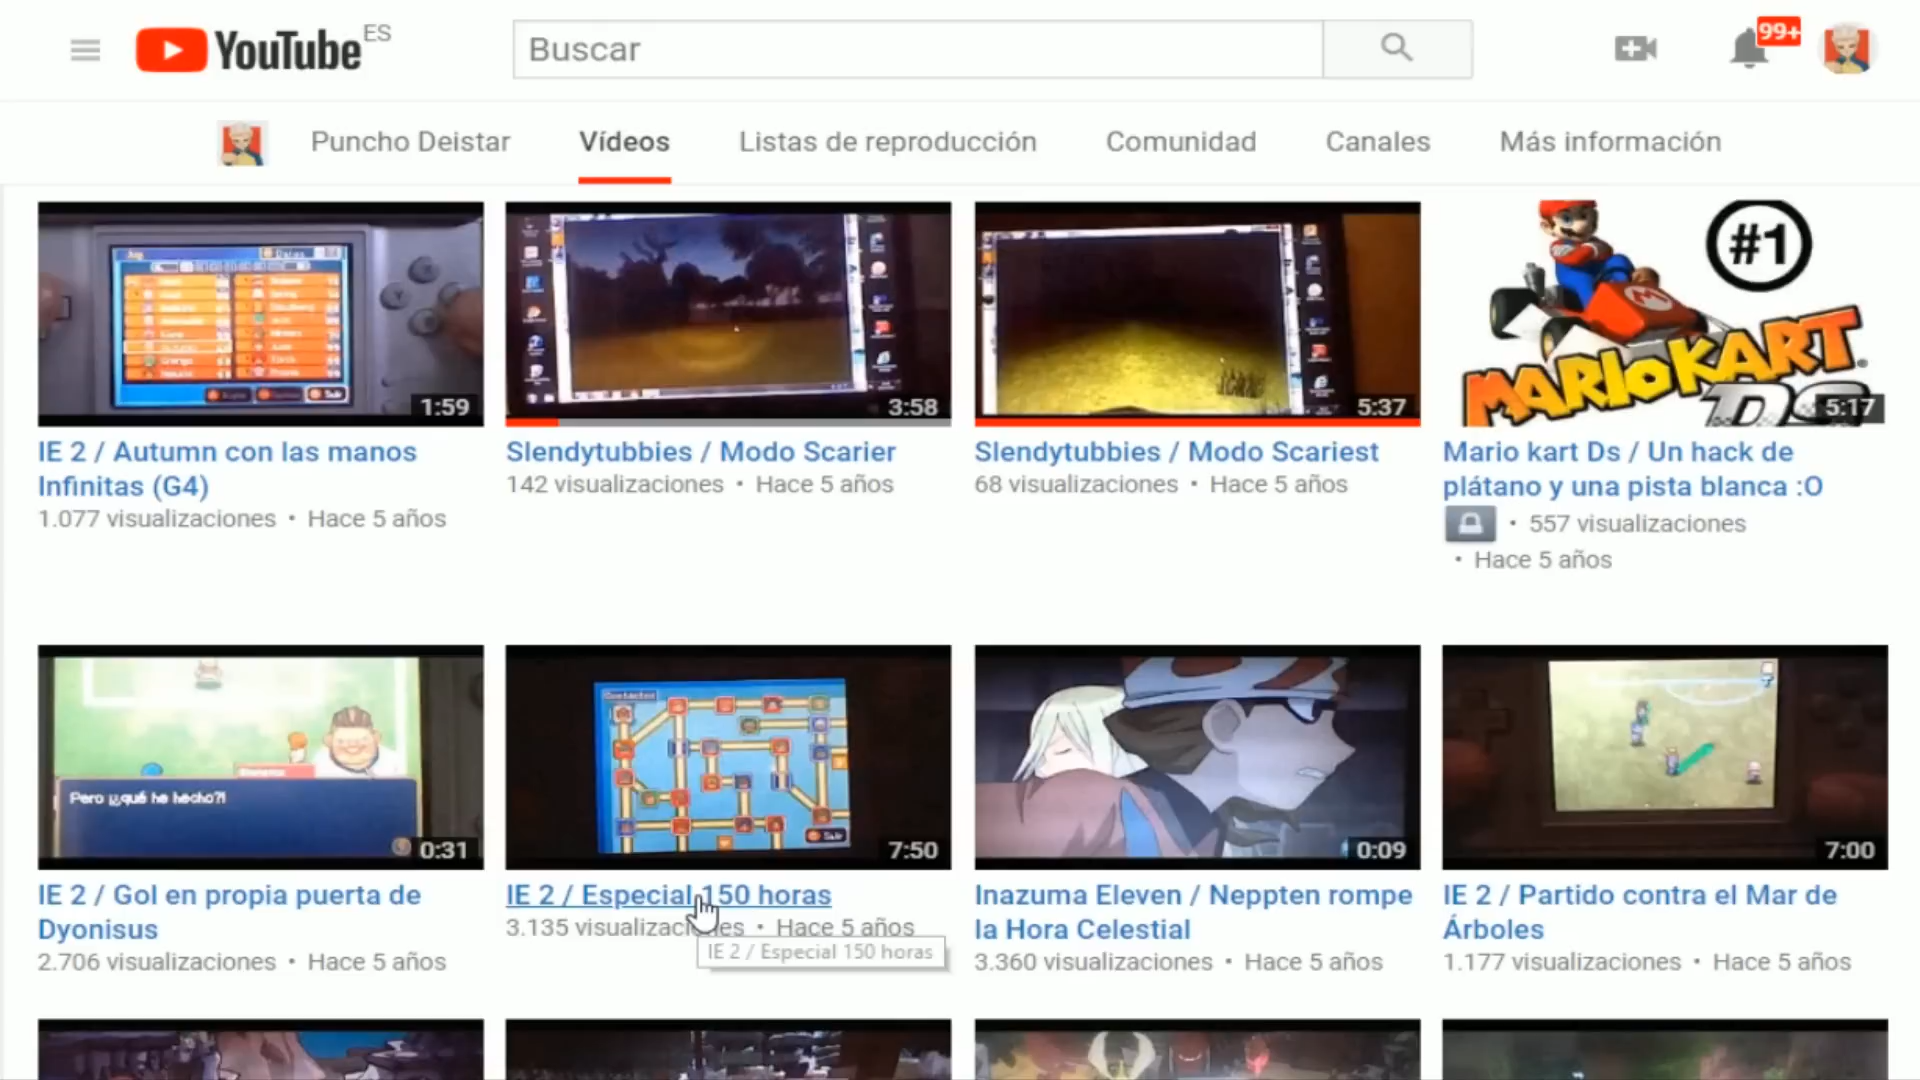 YouTube ES
Buscar
99+
Puncho Deistar
Vídeos
Listas de reproducción
Comunidad
Canales
Más información
1:59
3:58
5:37
#1
MARIOKART
DS
5:17
IE 2 / Autumn con las manos
Infinitas (G4)
1.077 visualizaciones • Hace 5 años
Slendytubbies / Modo Scarier
142 visualizaciones • Hace 5 años
Slendytubbies / Modo Scariest
68 visualizaciones • Hace 5 años
Mario kart Ds / Un hack de
plátano y una pista blanca :O
• 557 visualizaciones
• Hace 5 años
Pero ¡¿qué he hecho?!
0:31
Contactos
Salir
7:50
0:09
7:00
IE 2 / Gol en propia puerta de
Dyonisus
2.706 visualizaciones • Hace 5 años
IE 2 / Especial 150 horas
3.135 visualizaciones • Hace 5 años
IE 2 / Especial 150 horas
Inazuma Eleven / Neppten rompe
la Hora Celestial
3.360 visualizaciones • Hace 5 años
IE 2 / Partido contra el Mar de
Árboles
1.177 visualizaciones • Hace 5 años